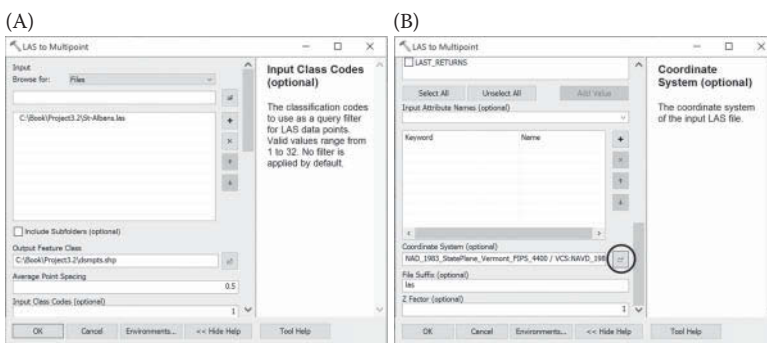 (A)
LAS to Multipoint
Input
Browse for: Files
C:\Book\Project3.2\St-Albans.las
Include Subfolders (optional)
Output Feature Class
C:\Book\Project3.2\dsmpts.shp
Average Point Spacing
0.5
Input Class Codes (optional)
1
OK Cancel Environments... << Hide Help Tool Help
Input Class Codes
(optional)
The classification codes
to use as a query filter
for LAS data points.
Valid values range from
1 to 32. No filter is
applied by default.
(B)
LAS to Multipoint
LAST_RETURNS
Select All Unselect All Add Value
Input Attribute Names (optional)
Keyword Name
Coordinate System (optional)
NAD_1983_StatePlane_Vermont_FIPS_4400 / VCS:NAVD_198
File Suffix (optional)
las
Z Factor (optional)
1
OK Cancel Environments... << Hide Help Tool Help
Coordinate
System (optional)
The coordinate system
of the input LAS file.